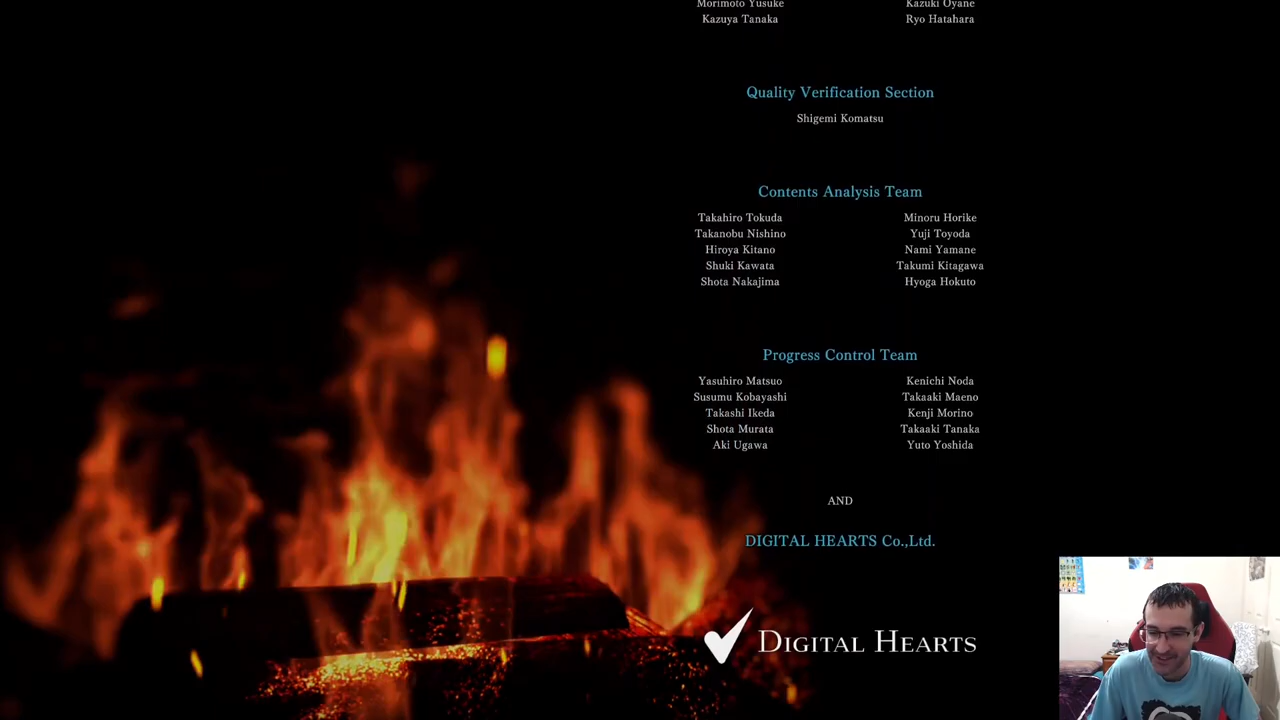 Morimoto Yusuke Kazuki Oyane
Kazuya Tanaka Ryo Hatahara
Quality Verification Section
Shigemi Komatsu
Contents Analysis Team
Takahiro Tokuda Minoru Horike
Takanobu Nishino Yuji Toyoda
Hiroya Kitano Nami Yamane
Shuki Kawata Takumi Kitagawa
Shota Nakajima Hyoga Hokuto
Progress Control Team
Yasuhiro Matsuo Kenichi Noda
Susumu Kobayashi Takaaki Maeno
Takashi Ikeda Kenji Morino
Shota Murata Takaaki Tanaka
Aki Ugawa Yuto Yoshida
AND
DIGITAL HEARTS Co.,Ltd.
DIGITAL HEARTS